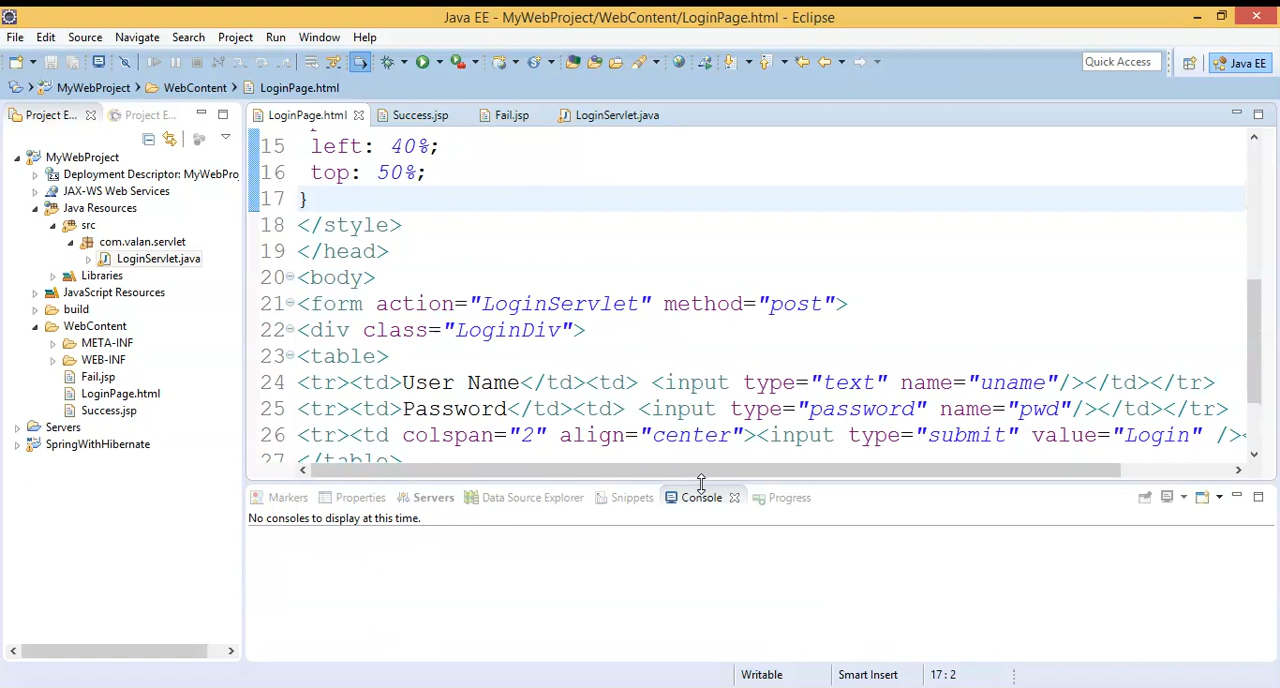 Java EE - MyWebProject/WebContent/LoginPage.html - Eclipse
File Edit Source Navigate Search Project Run Window Help
Quick Access
Java EE
MyWebProject
WebContent
LoginPage.html
Project E...
Project E...
LoginPage.html
Success.jsp
Fail.jsp
LoginServlet.java
MyWebProject
Deployment Descriptor: MyWebPro
JAX-WS Web Services
Java Resources
src
com.valan.servlet
LoginServlet.java
Libraries
JavaScript Resources
build
WebContent
META-INF
WEB-INF
Fail.jsp
LoginPage.html
Success.jsp
Servers
SpringWithHibernate
15 left: 40%;
16 top: 50%;
17 }
18 </style>
19 </head>
20 <body>
21 <form action="LoginServlet" method="post">
22 <div class="LoginDiv">
23 <table>
24 <tr><td>User Name</td><td> <input type="text" name="uname"/></td></tr>
25 <tr><td>Password</td><td> <input type="password" name="pwd"/></td></tr>
26 <tr><td colspan="2" align="center"><input type="submit" value="Login" /><
27 </table>
Markers
Properties
Servers
Data Source Explorer
Snippets
Console
Progress
No consoles to display at this time.
Writable
Smart Insert
17 : 2